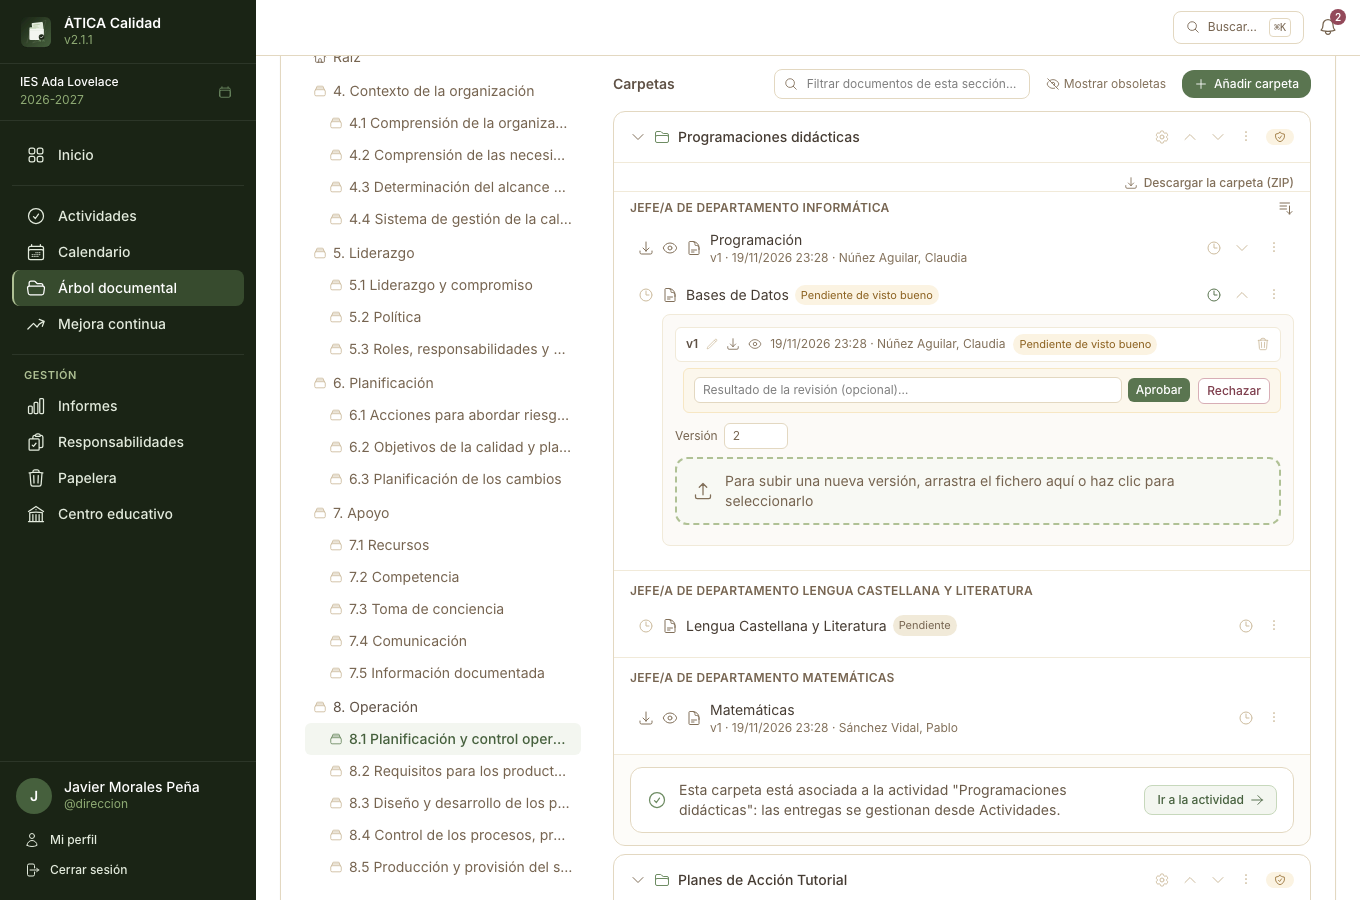 ÁTICA Calidad
v2.1.1
IES Ada Lovelace
2026-2027
Inicio
Actividades
Calendario
Árbol documental
Mejora continua
GESTIÓN
Informes
Responsabilidades
Papelera
Centro educativo
J
Javier Morales Peña
@direccion
Mi perfil
Cerrar sesión
Buscar...
⌘K
2
Raíz
4. Contexto de la organización
4.1 Comprensión de la organiza...
4.2 Comprensión de las necesi...
4.3 Determinación del alcance ...
4.4 Sistema de gestión de la cal...
5. Liderazgo
5.1 Liderazgo y compromiso
5.2 Política
5.3 Roles, responsabilidades y ...
6. Planificación
6.1 Acciones para abordar riesg...
6.2 Objetivos de la calidad y pla...
6.3 Planificación de los cambios
7. Apoyo
7.1 Recursos
7.2 Competencia
7.3 Toma de conciencia
7.4 Comunicación
7.5 Información documentada
8. Operación
8.1 Planificación y control oper...
8.2 Requisitos para los product...
8.3 Diseño y desarrollo de los p...
8.4 Control de los procesos, pr...
8.5 Producción y provisión del s...
Carpetas
Filtrar documentos de esta sección...
Mostrar obsoletas
Añadir carpeta
Programaciones didácticas
Descargar la carpeta (ZIP)
JEFE/A DE DEPARTAMENTO INFORMÁTICA
Programación
v1 · 19/11/2026 23:28 · Núñez Aguilar, Claudia
Bases de Datos Pendiente de visto bueno
v1 19/11/2026 23:28 · Núñez Aguilar, Claudia Pendiente de visto bueno
Resultado de la revisión (opcional)... Aprobar Rechazar
Versión 2
Para subir una nueva versión, arrastra el fichero aquí o haz clic para
seleccionarlo
JEFE/A DE DEPARTAMENTO LENGUA CASTELLANA Y LITERATURA
Lengua Castellana y Literatura Pendiente
JEFE/A DE DEPARTAMENTO MATEMÁTICAS
Matemáticas
v1 · 19/11/2026 23:28 · Sánchez Vidal, Pablo
Esta carpeta está asociada a la actividad "Programaciones
didácticas": las entregas se gestionan desde Actividades.
Ir a la actividad
Planes de Acción Tutorial